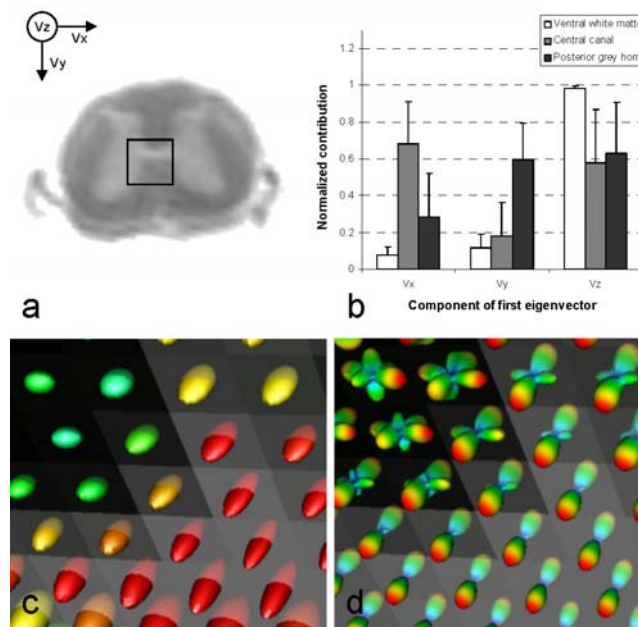 Vz
Vx
Vy
a
Ventral white matte
Central canal
Posterior grey horn
Normalized contribution
1.2
1
0.8
0.6
0.4
0.2
0
Vx
Vy
Vz
Component of first eigenvector
b
c
d